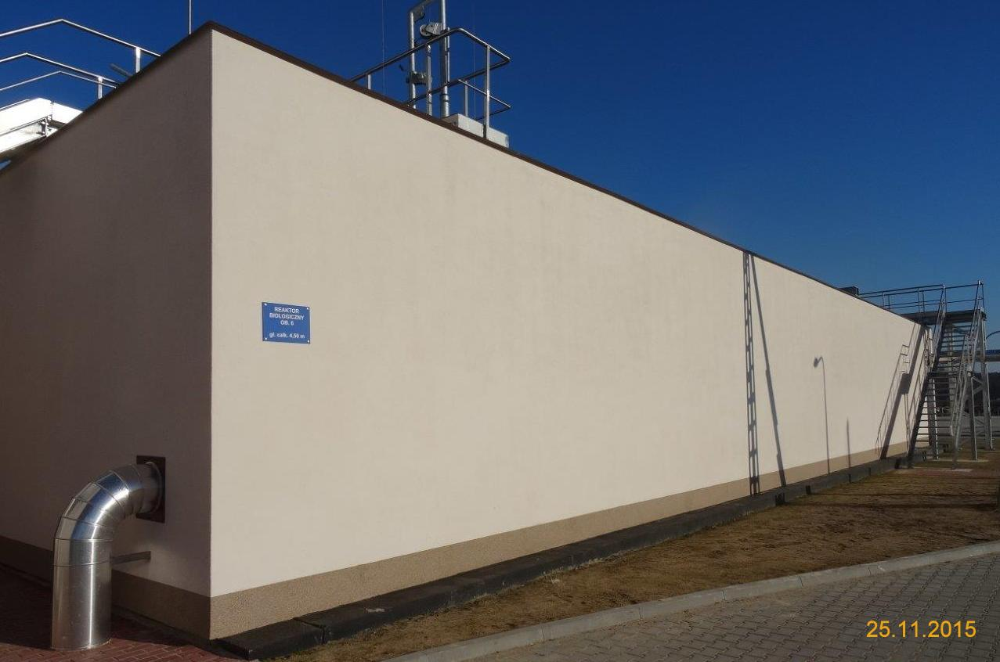 REAKTOR
BIOLOGICZNY
OB. 6
gł. całk. 4,50 m
25.11.2015